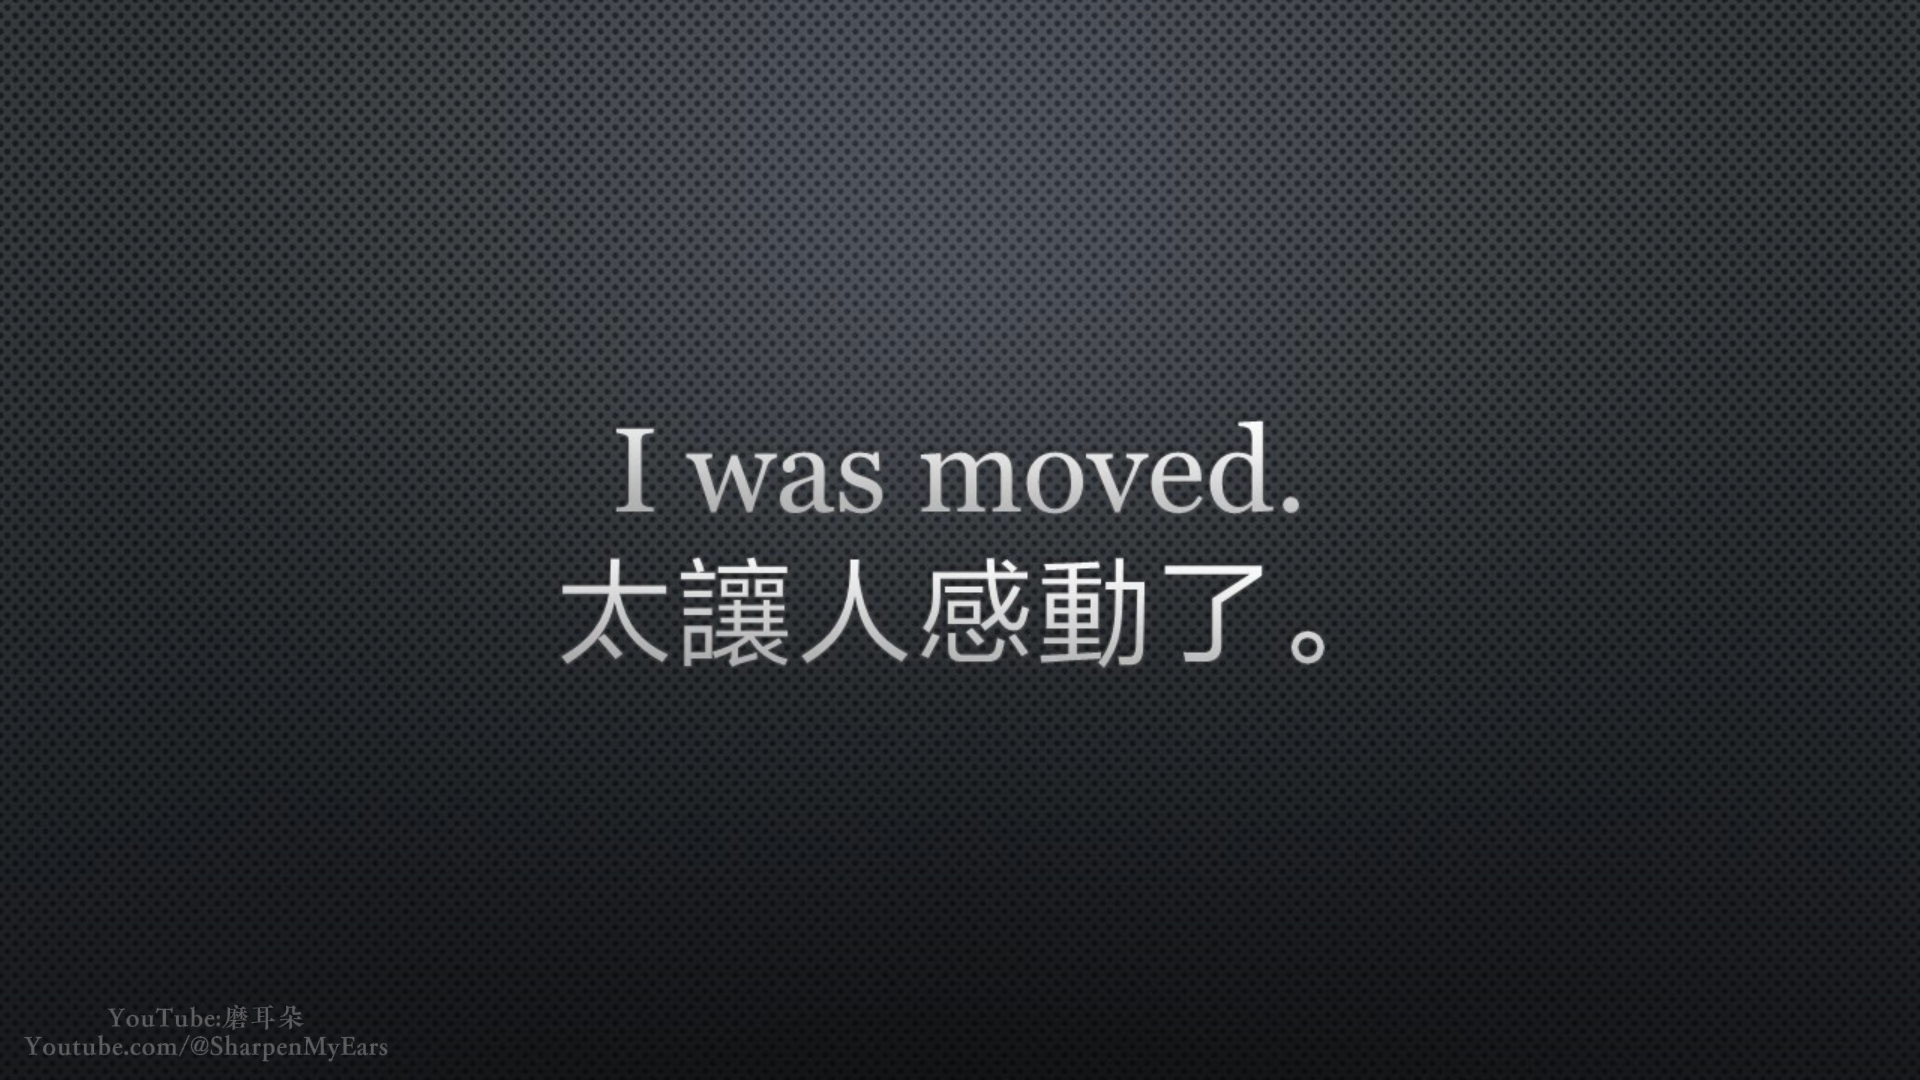 I was moved.
太讓人感動了。
YouTube:磨耳朵
Youtube.com/@SharpenMyEars